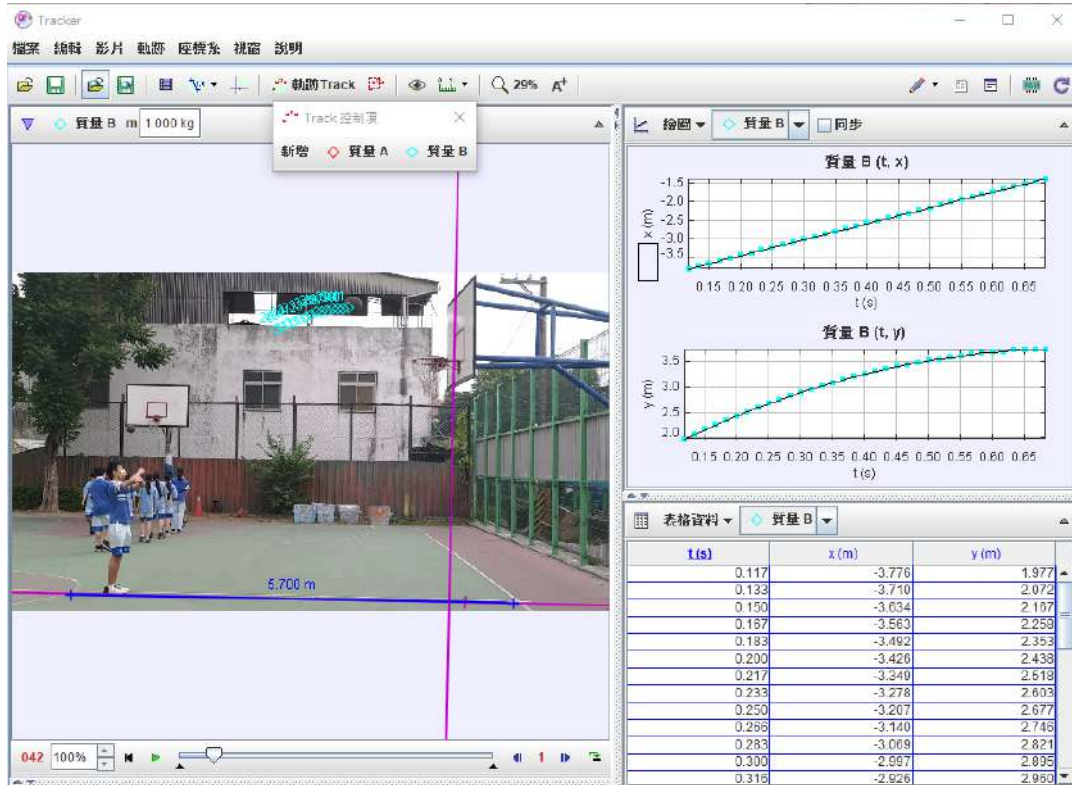 Tracker
檔案 編輯 影片 軌跡 座標系 視窗 說明
軌跡Track 29% A+
質量 B m 1.000 kg
Track 控制項
新增 質量 A 質量 B
5.700 m
042 100% 1
繪圖 質量 B 同步
質量 B (t, x)
x (m)
-1.5
-2.0
-2.5
-3.0
-3.5
0.15 0.20 0.25 0.30 0.35 0.40 0.45 0.50 0.55 0.60 0.65
t (s)
質量 B (t, y)
y (m)
3.5
3.0
2.5
2.0
0.15 0.20 0.25 0.30 0.35 0.40 0.45 0.50 0.55 0.60 0.65
t (s)
表格資料 質量 B
t (s) x (m) y (m)
0.117 -3.776 1.977
0.133 -3.710 2.072
0.150 -3.634 2.167
0.167 -3.563 2.258
0.183 -3.492 2.353
0.200 -3.426 2.438
0.217 -3.349 2.518
0.233 -3.278 2.603
0.250 -3.207 2.677
0.266 -3.140 2.746
0.283 -3.069 2.821
0.300 -2.997 2.895
0.316 -2.926 2.960